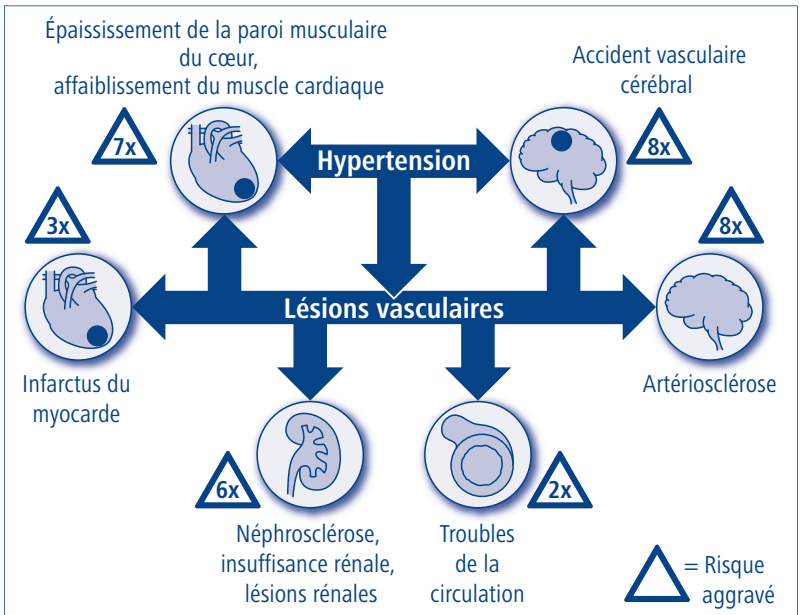 Épaississement de la paroi musculaire
du cœur,
affaiblissement du muscle cardiaque
Accident vasculaire
cérébral
7x
Hypertension
8x
3x
8x
Lésions vasculaires
Infarctus du
myocarde
Artériosclérose
6x
2x
Néphrosclérose,
insuffisance rénale,
lésions rénales
Troubles
de la
circulation
= Risque
aggravé